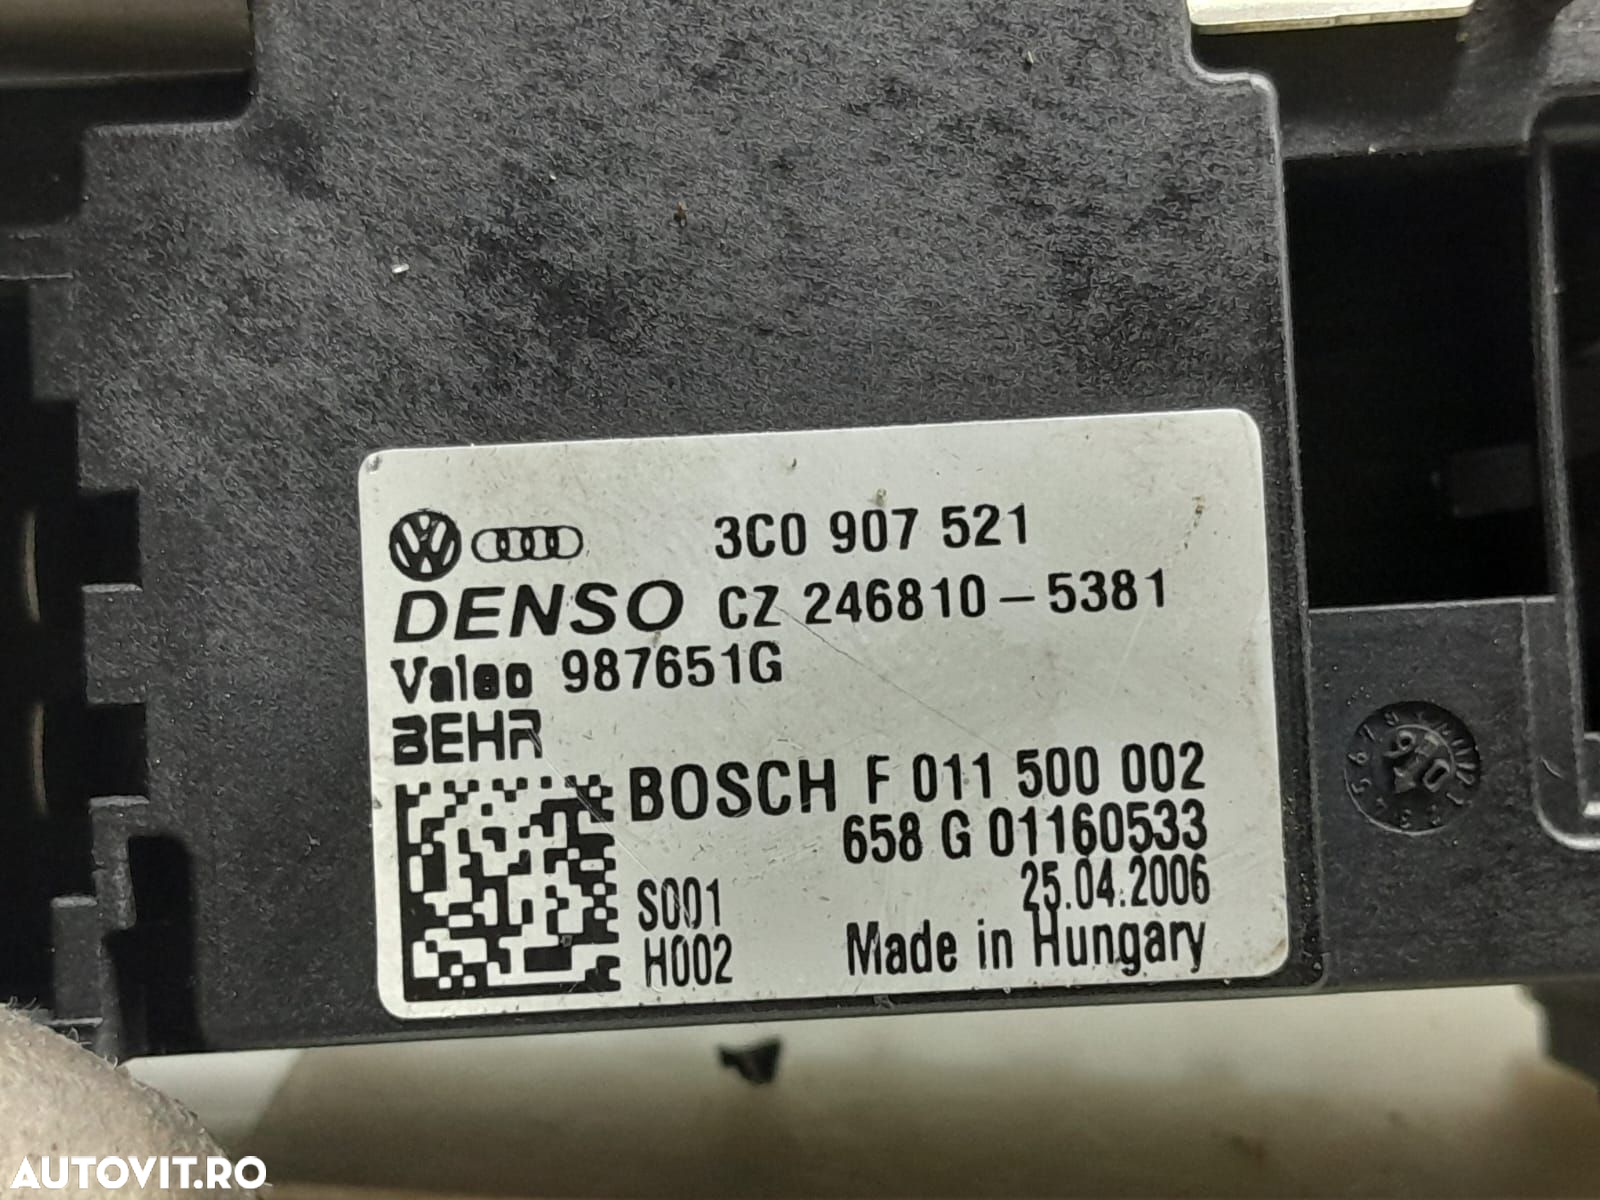 3C0 907 521
DENSO CZ 246810-5381
Valeo 987651G
BEHR
BOSCH F 011 500 002
658 G 01160533
25.04.2006
S001
H002
Made in Hungary
AUTOVIT.RO